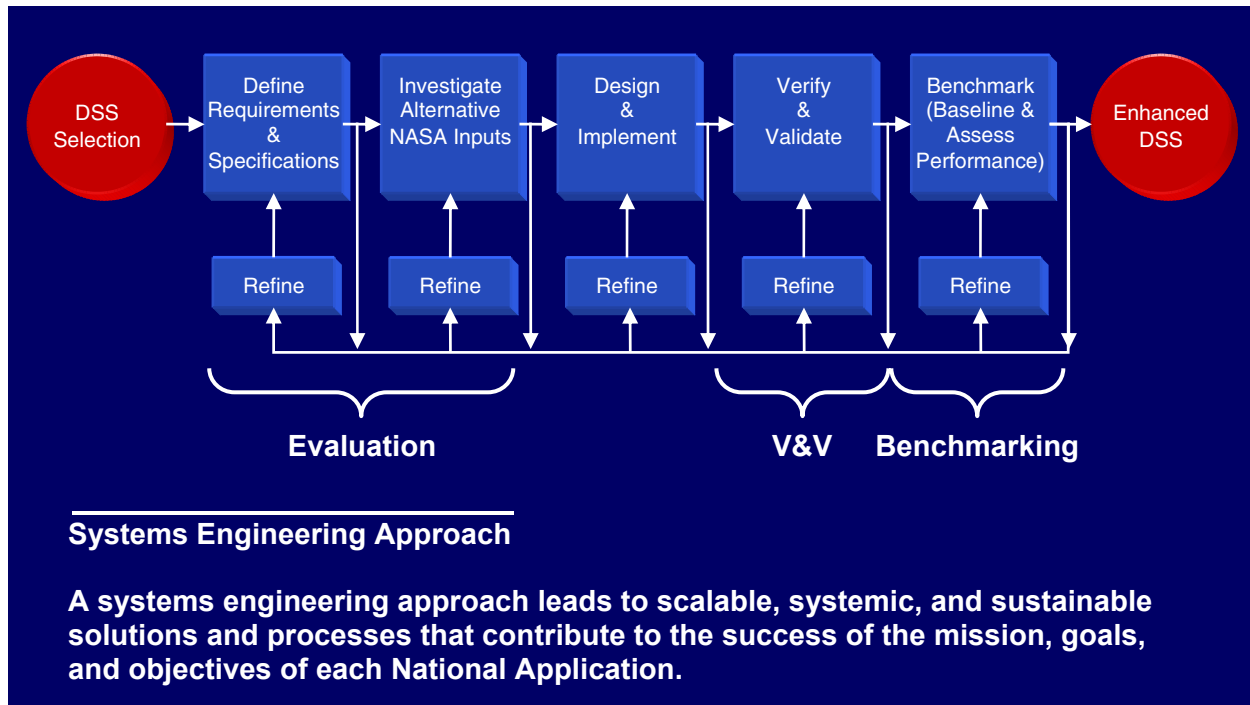 DSS
Selection
Define
Requirements
&
Specifications
Investigate
Alternative
NASA Inputs
Design
&
Implement
Verify
&
Validate
Benchmark
(Baseline &
Assess
Performance)
Enhanced
DSS
Refine
Refine
Refine
Refine
Refine
Evaluation
V&V
Benchmarking
Systems Engineering Approach
A systems engineering approach leads to scalable, systemic, and sustainable
solutions and processes that contribute to the success of the mission, goals,
and objectives of each National Application.